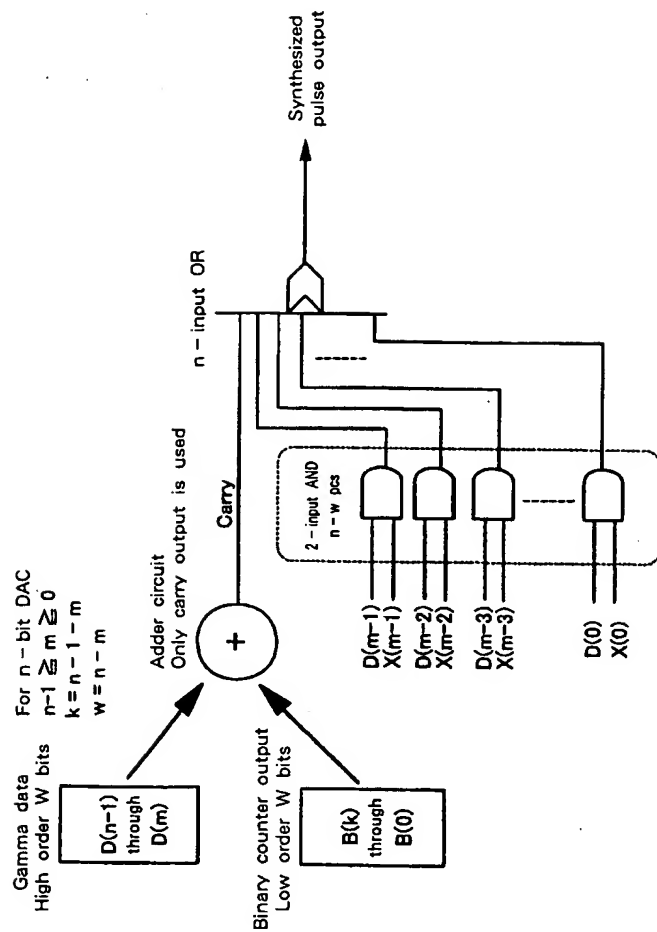 For n-bit DAC
n-1 ≧ m ≧ 0
k = n-1-m
w = n-m
Gamma data
High order W bits
D(n-1)
through
D(m)
Adder circuit
Only carry output is used
+
Carry
n-input OR
Synthesized
pulse output
Binary counter output
Low order W bits
B(k)
through
B(0)
2-input AND
n-w pcs
D(m-1)
X(m-1)
D(m-2)
X(m-2)
D(m-3)
X(m-3)
D(0)
X(0)